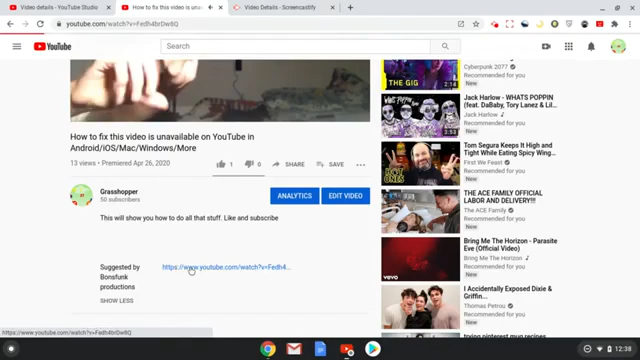 Video details - YouTube Studio
How to fix this video is unava
Video Details - Screencastify
youtube.com/watch?v=Fedh4brDw8Q
YouTube
Search
How to fix this video is unavailable on YouTube in
Android/iOS/Mac/Windows/More
13 views • Premiered Apr 26, 2020
1
0
SHARE
SAVE
Grasshopper
50 subscribers
ANALYTICS
EDIT VIDEO
This will show you how to do all that stuff. Like and subscribe
Suggested by
Bonsfunk
productions
https://www.youtube.com/watch?v=Fedh4...
SHOW LESS
THE GIG
2:14
Cyberpunk 2077
Recommended for you
New
3:53
Jack Harlow - WHATS POPPIN
(feat. DaBaby, Tory Lanez & Lil...
Jack Harlow
Recommended for you
New
HOT ONES
Tom Segura Keeps It High and
Tight While Eating Spicy Wing...
First We Feast
Recommended for you
New
THE ACE FAMILY OFFICIAL
LABOR AND DELIVERY!!!
The ACE Family
Recommended for you
New
vevo
Bring Me The Horizon - Parasite
Eve (Official Video)
Bring Me The Horizon
Recommended for you
New
I Accidentally Exposed Dixie &
Griffin...
Thomas Petrou
Recommended for you
New
trying pinterest mug recipes
https://www.youtube.com/watch?v=Fedh4brDw8Q
12:38